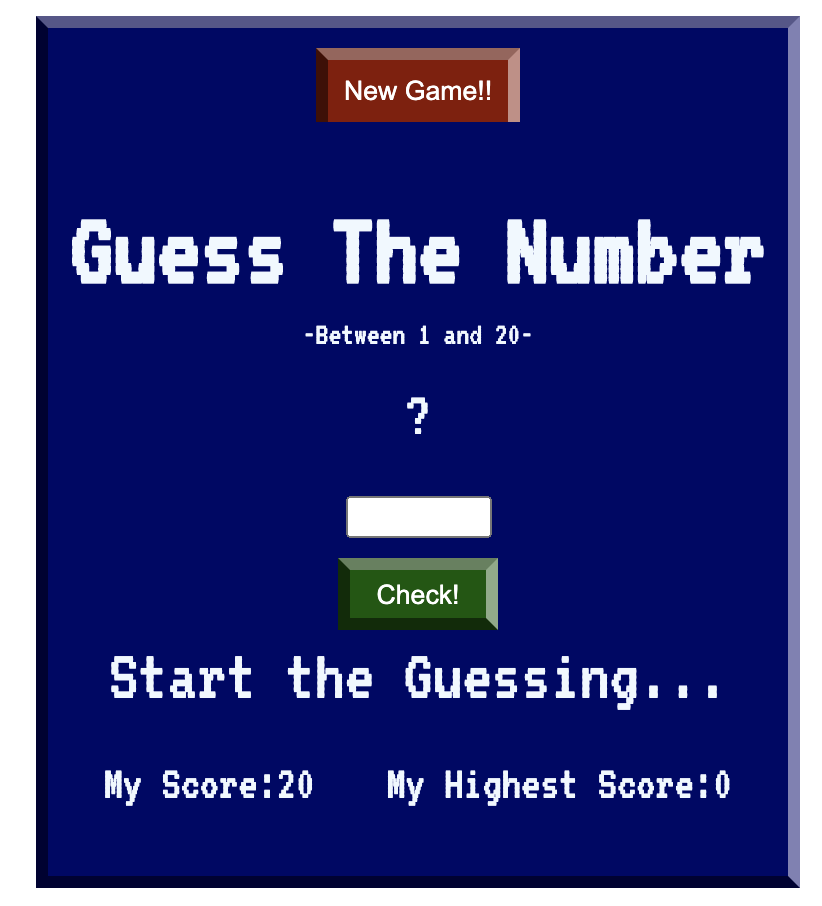 New Game!!
Guess The Number
-Between 1 and 20-
?
Check!
Start the Guessing...
My Score:20 My Highest Score:0